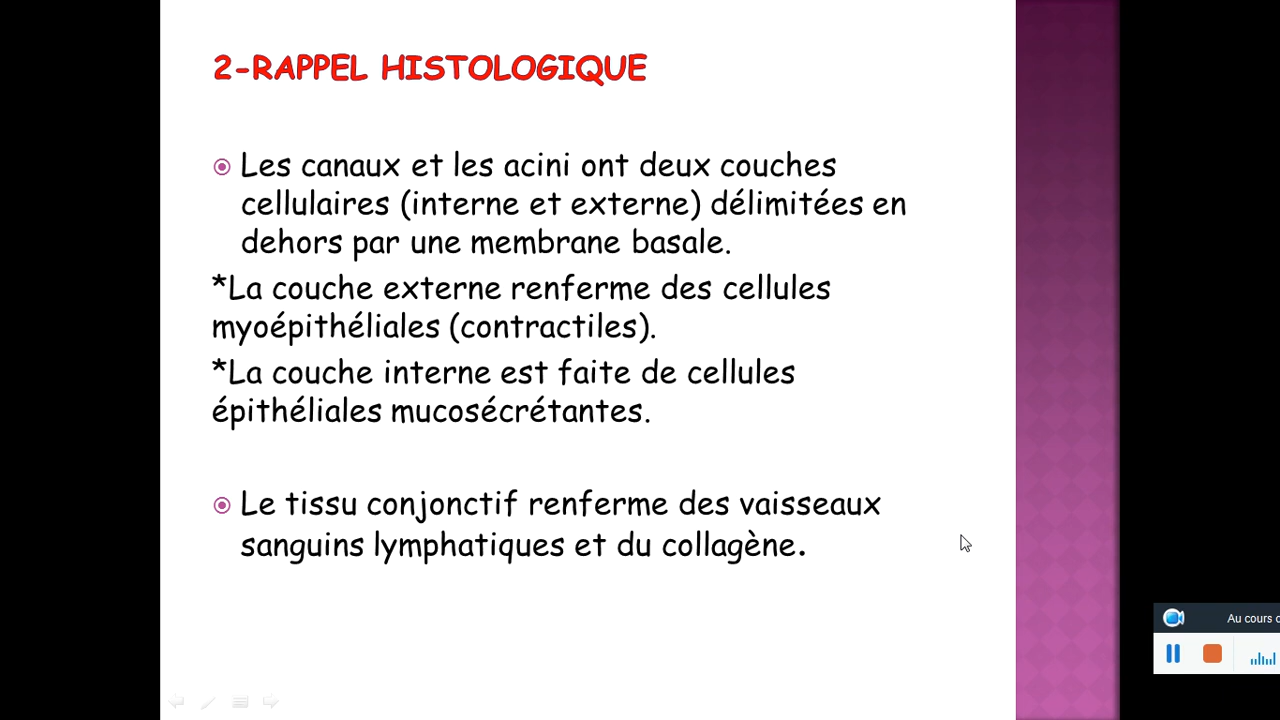 2-RAPPEL HISTOLOGIQUE
Les canaux et les acini ont deux couches
cellulaires (interne et externe) délimitées en
dehors par une membrane basale.
*La couche externe renferme des cellules
myoépithéliales (contractiles).
*La couche interne est faite de cellules
épithéliales mucosécrétantes.
Le tissu conjonctif renferme des vaisseaux
sanguins lymphatiques et du collagène.
Au cours